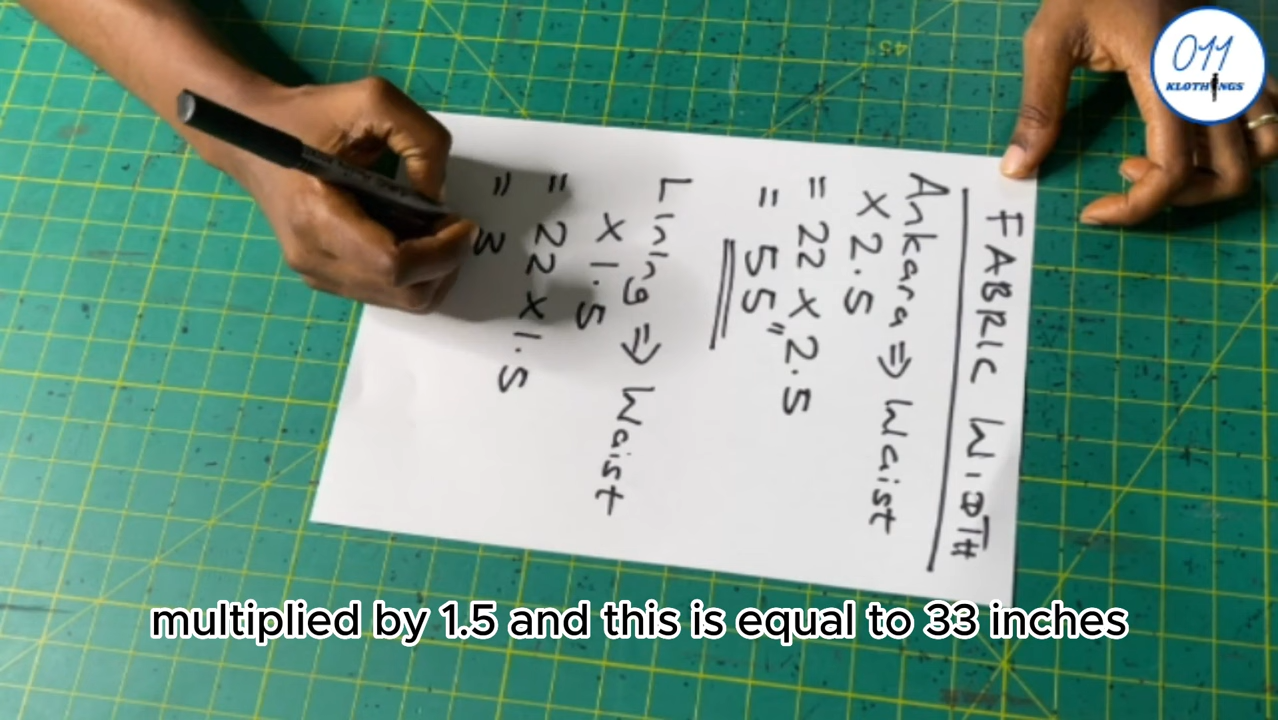 FABRIC WIDTH
Ankara ⇒ Waist
× 2.5
= 22 × 2.5
= 55"
Lining ⇒ Waist
× 1.5
= 22 × 1.5
= 3
45
011
KLOTHINGS
multiplied by 1.5 and this is equal to 33 inches